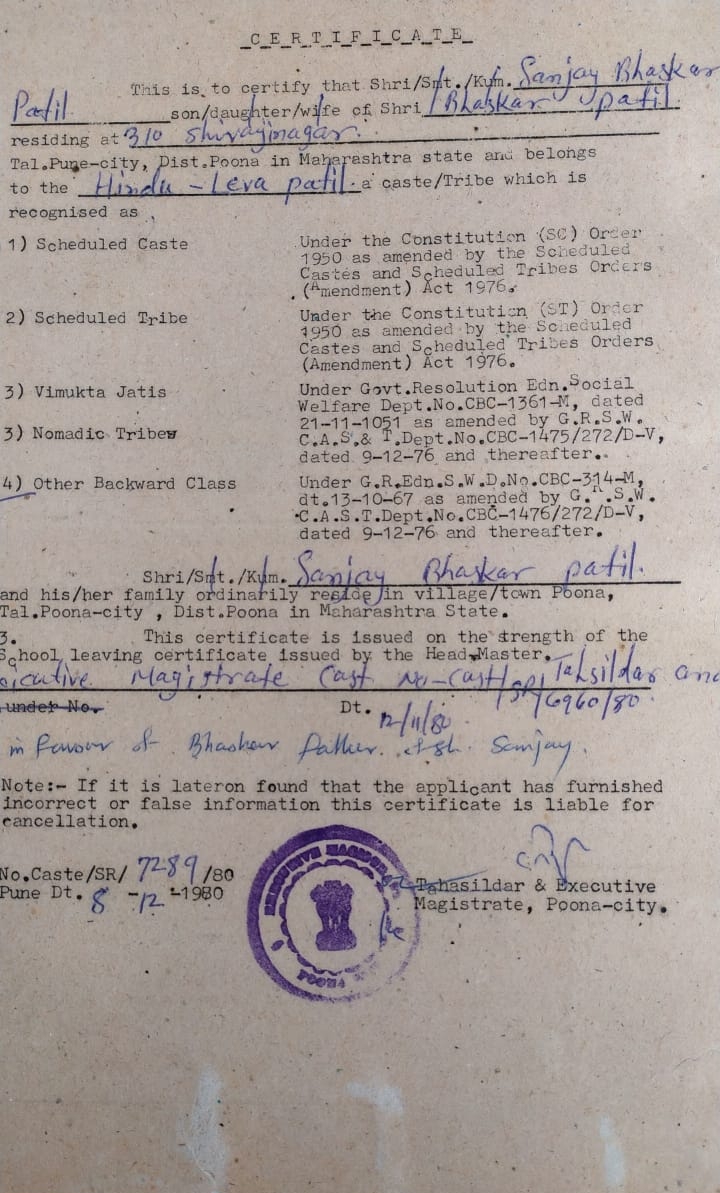 C_E_R_T_I_F_I_C_A_T_E
This is to certify that Shri/Smt./Kum. Sanjay Bhaskar
Patil son/daughter/wife of Shri Bhaskar patil.
residing at 310 Shivajinagar.
Tal.Pune-city, Dist.Poona in Maharashtra state and belongs
to the Hindu - Leva patil. a caste/Tribe which is
recognised as ,
1) Scheduled Caste Under the Constitution (SC) Order
1950 as amended by the Scheduled
Castes and Scheduled Tribes Orders
(Amendment) Act 1976.
2) Scheduled Tribe Under the Constitution (ST) Order
1950 as amended by the Scheduled
Castes and Scheduled Tribes Orders
(Amendment) Act 1976.
3) Vimukta Jatis Under Govt.Resolution Edn.Social
Welfare Dept.No.CBC-1361-M, dated
3) Nomadic Tribes 21-11-1051 as amended by G.R.S.W.
C.A.S.& T.Dept.No.CBC-1475/272/D-V,
dated 9-12-76 and thereafter.
4) Other Backward Class Under G.R.Edn.S.W.D.No.CBC-314-M,
dt.13-10-67 as amended by G.R.S.W.
C.A.S.T.Dept.No.CBC-1476/272/D-V,
dated 9-12-76 and thereafter.
Shri/Smt./Kum. Sanjay Bhaskar patil.
and his/her family ordinarily reside in village/town Poona,
Tal.Poona-city , Dist.Poona in Maharashtra State.
3. This certificate is issued on the strength of the
School leaving certificate issued by the Head Master,
Tahsildar and
ecutive Magistrate Cast No-Cast/SR/
under No. Dt. 12/11/80. 6960/80.
in favour of Bhaskar father of sh. Sanjay.
Note:- If it is lateron found that the applicant has furnished
incorrect or false information this certificate is liable for
cancellation.
No.Caste/SR/ 7289/80
Pune Dt. 8 -12 -1980
Tahasildar & Executive
Magistrate, Poona-city.
EXECUTIVE MAGISTRATE
POONA